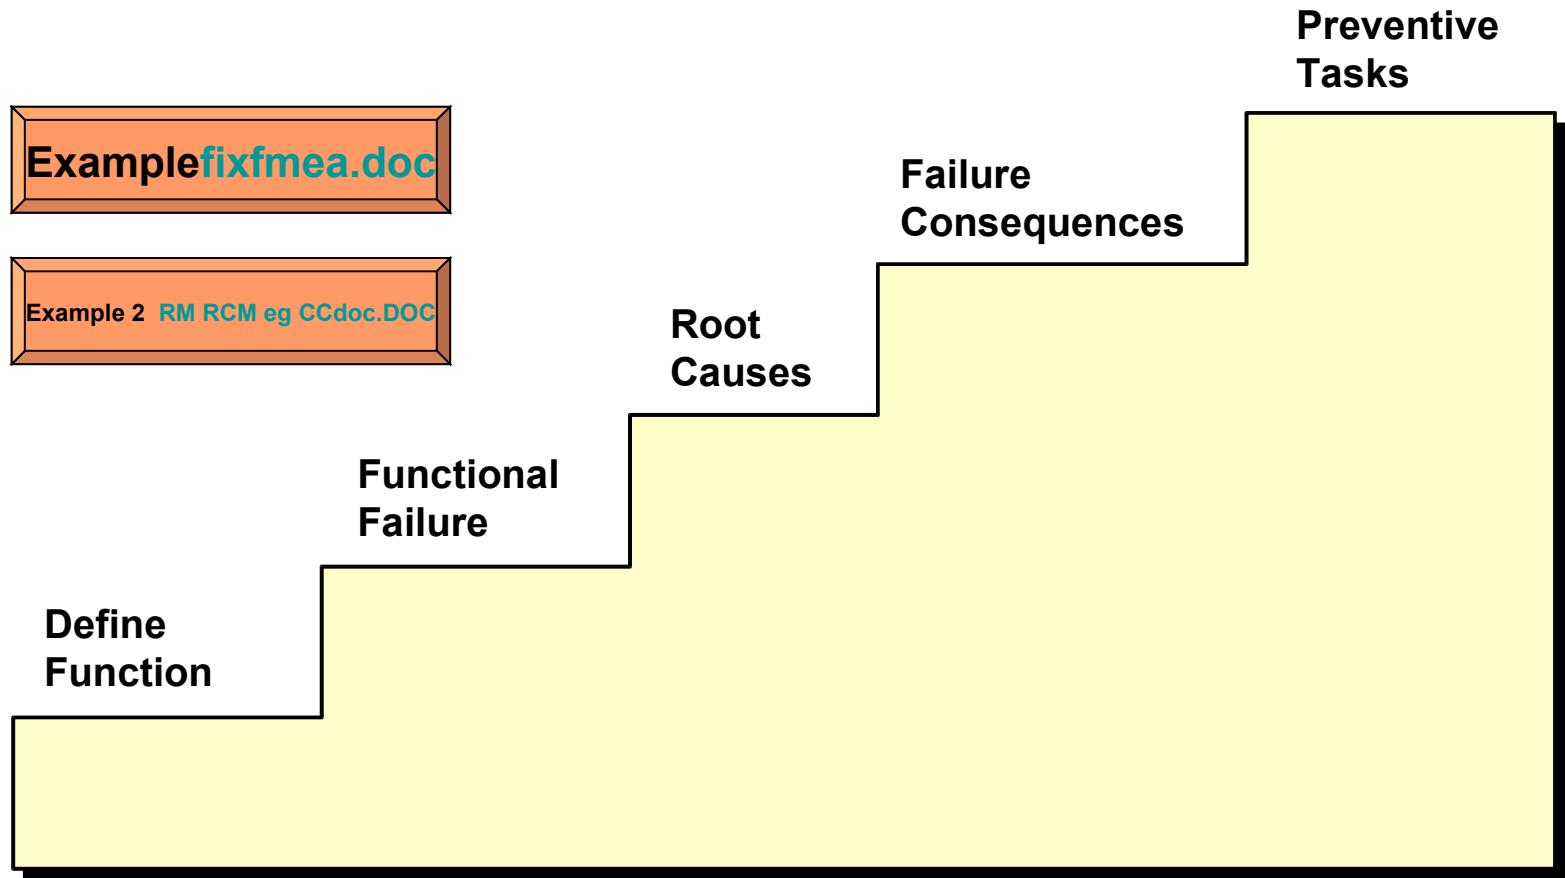 Preventive
Tasks
Examplefixfmea.doc
Failure
Consequences
Example 2  RM RCM eg CCdoc.DOC
Root
Causes
Functional
Failure
Define
Function